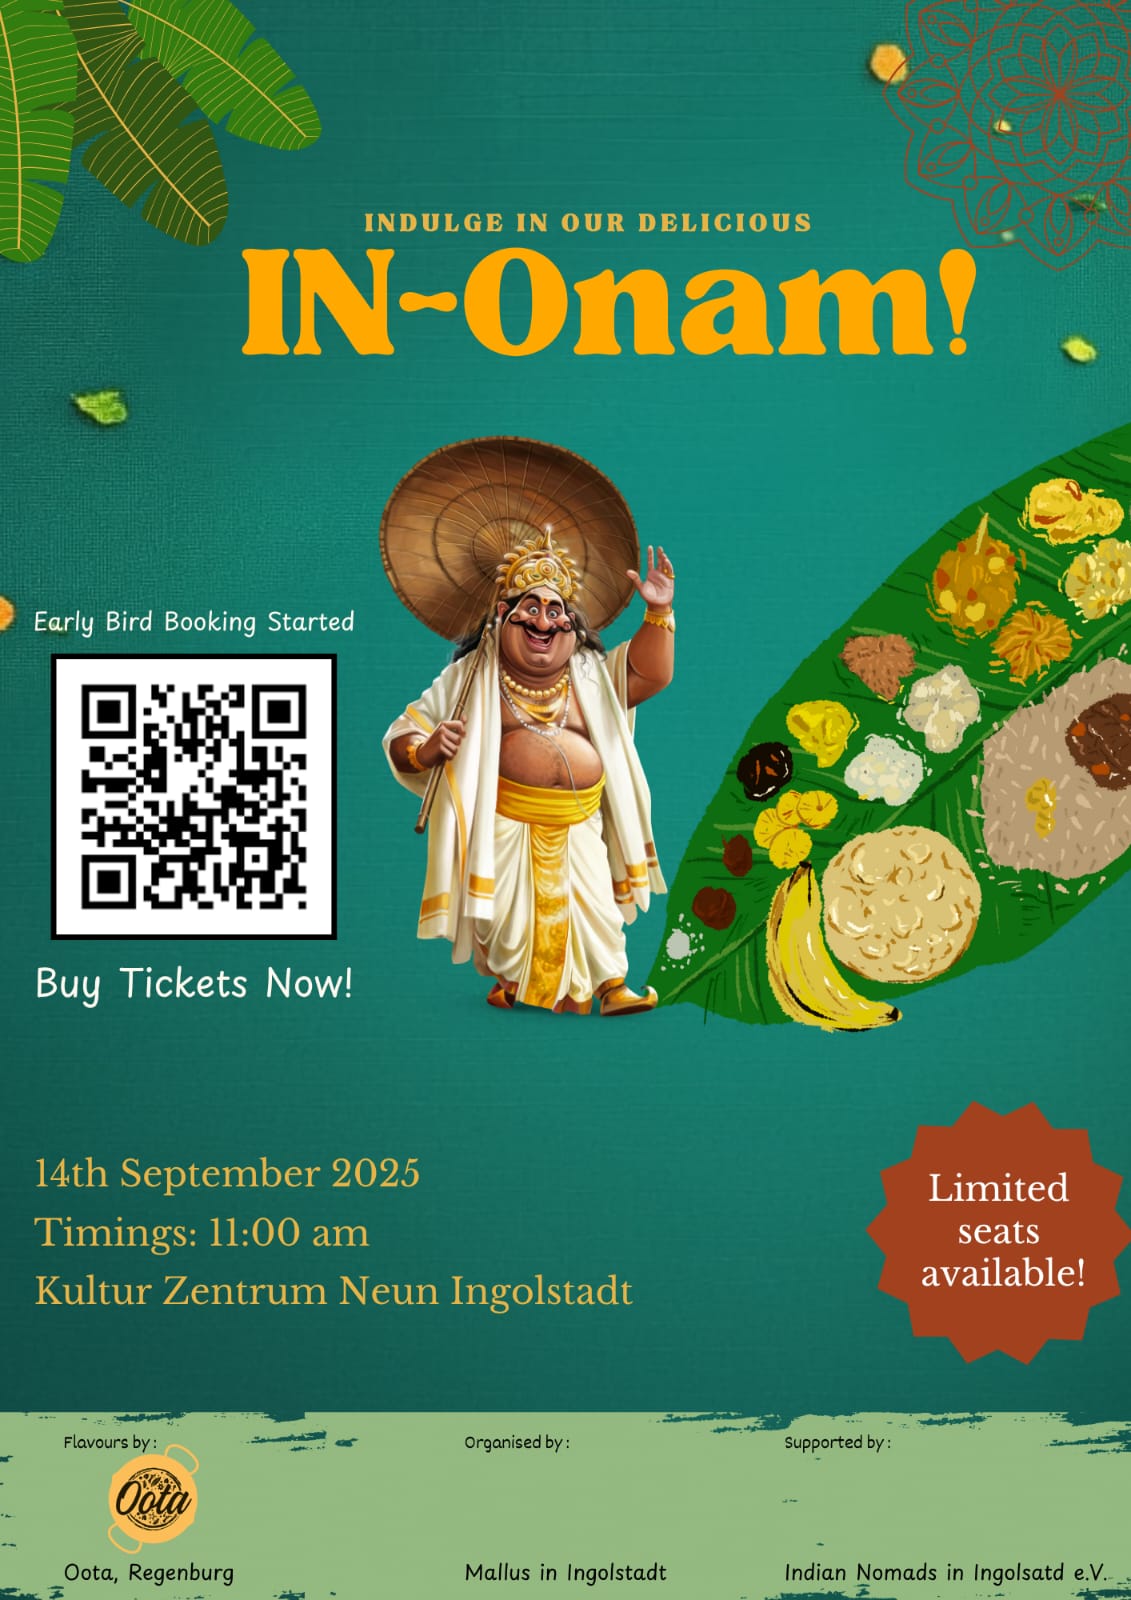 INDULGE IN OUR DELICIOUS
IN-Onam!
Early Bird Booking Started
Buy Tickets Now!
14th September 2025
Timings: 11:00 am
Kultur Zentrum Neun Ingolstadt
Limited
seats
available!
Flavours by :
Oota
Oota, Regenburg
Organised by :
Mallus in Ingolstadt
Supported by :
Indian Nomads in Ingolsatd e.V.